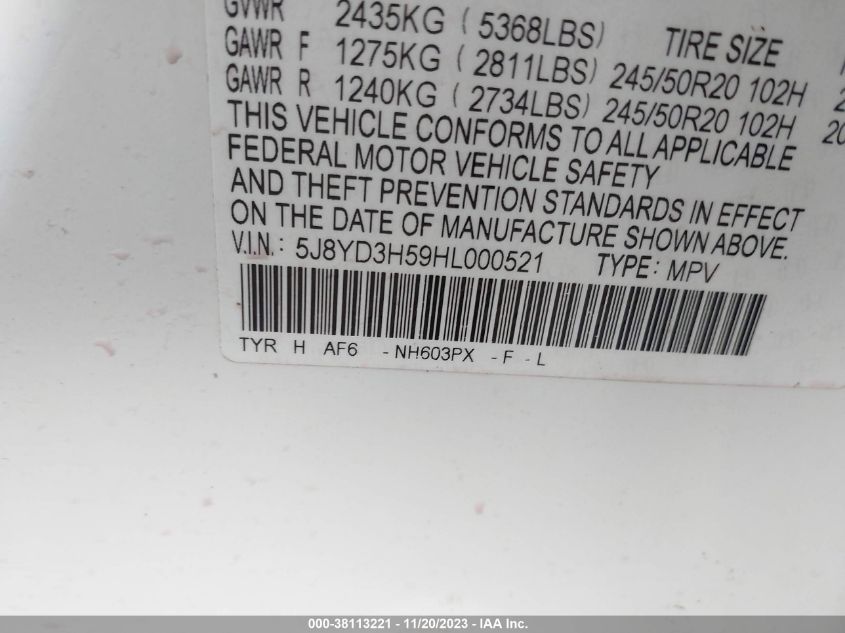 GVWR 2435KG ( 5368LBS) TIRE SIZE
GAWR F 1275KG ( 2811LBS) 245/50R20 102H
GAWR R 1240KG ( 2734LBS) 245/50R20 102H
THIS VEHICLE CONFORMS TO ALL APPLICABLE
FEDERAL MOTOR VEHICLE SAFETY
AND THEFT PREVENTION STANDARDS IN EFFECT
ON THE DATE OF MANUFACTURE SHOWN ABOVE.
V.I.N.: 5J8YD3H59HL000521 TYPE: MPV
TYR H AF6 - NH603PX - F - L
000-38113221 - 11/20/2023 - IAA Inc.